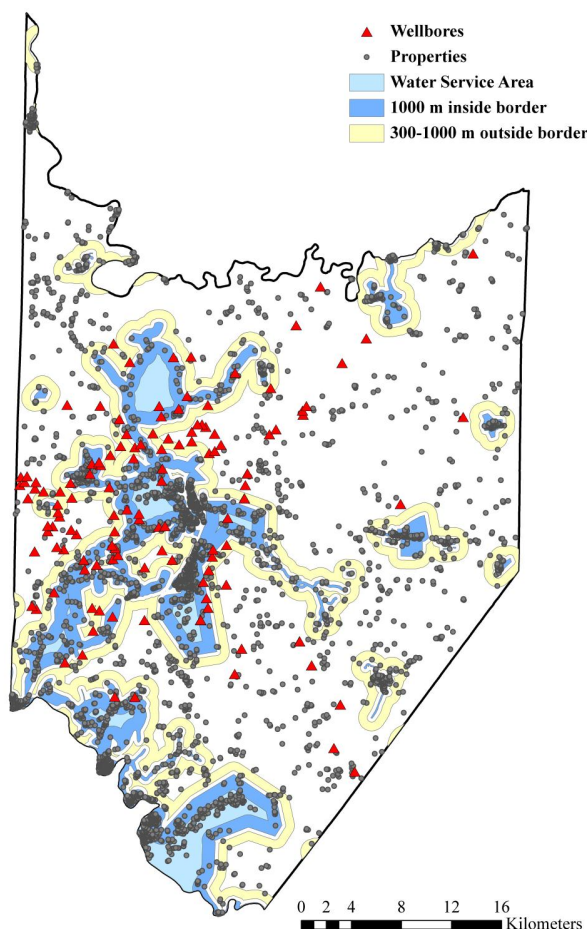 Wellbores
Properties
Water Service Area
1000 m inside border
300-1000 m outside border
0 2 4 8 12 16
Kilometers